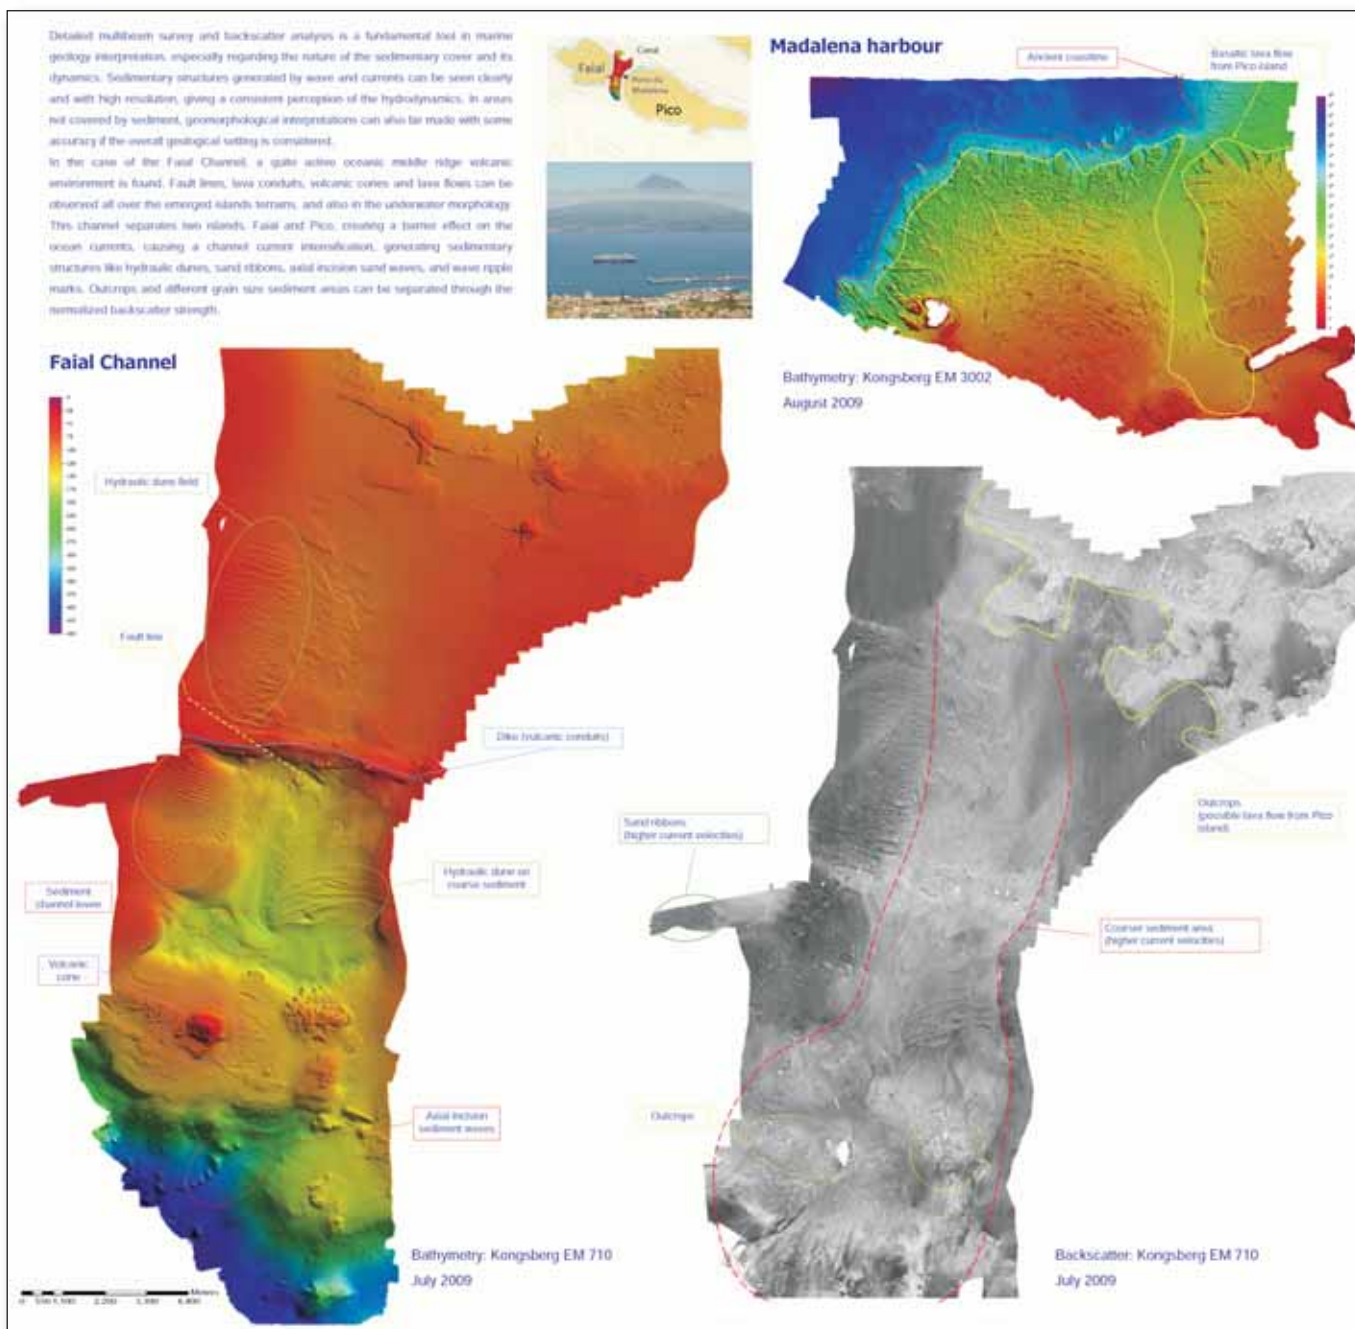 Detailed multibeam survey and backscatter analysis is a fundamental tool in marine
geology interpretation, especially regarding the nature of the sedimentary cover and its
dynamics. Sedimentary structures generated by wave and currents can be seen clearly
and with high resolution, giving a consistent perception of the hydrodynamics. In areas
not covered by sediment, geomorphological interpretations can also be made with some
accuracy if the overall geological setting is considered.
In the case of the Faial Channel, a quite active oceanic middle ridge volcanic
environment is found. Fault lines, lava conduits, volcanic cones and lava flows can be
observed all over the emerged islands terrains, and also in the underwater morphology.
This channel separates two islands, Faial and Pico, creating a barrier effect on the
ocean currents, causing a channel current intensification, generating sedimentary
structures like hydraulic dunes, sand ribbons, axial incision sand waves, and wave ripple
marks. Outcrops and different grain size sediment areas can be separated through the
normalized backscatter strength.
Canal
Faial
Madalena
Pico
Madalena harbour
Ancient coastline
Basaltic lava flow
from Pico island
Bathymetry: Kongsberg EM 3002
August 2009
Faial Channel
Hydraulic dune field
Fault line
Dike (vulcanic conduits)
Sediment
channel levee
Hydraulic dune on
coarse sediment
Volcanic
cone
Axial incision
sediment waves
Bathymetry: Kongsberg EM 710
July 2009
Meters
Sand ribbons
(higher current velocities)
Outcrops
(possible lava flow from Pico
island)
Coarser sediment area
(higher current velocities)
Outcrops
Backscatter: Kongsberg EM 710
July 2009